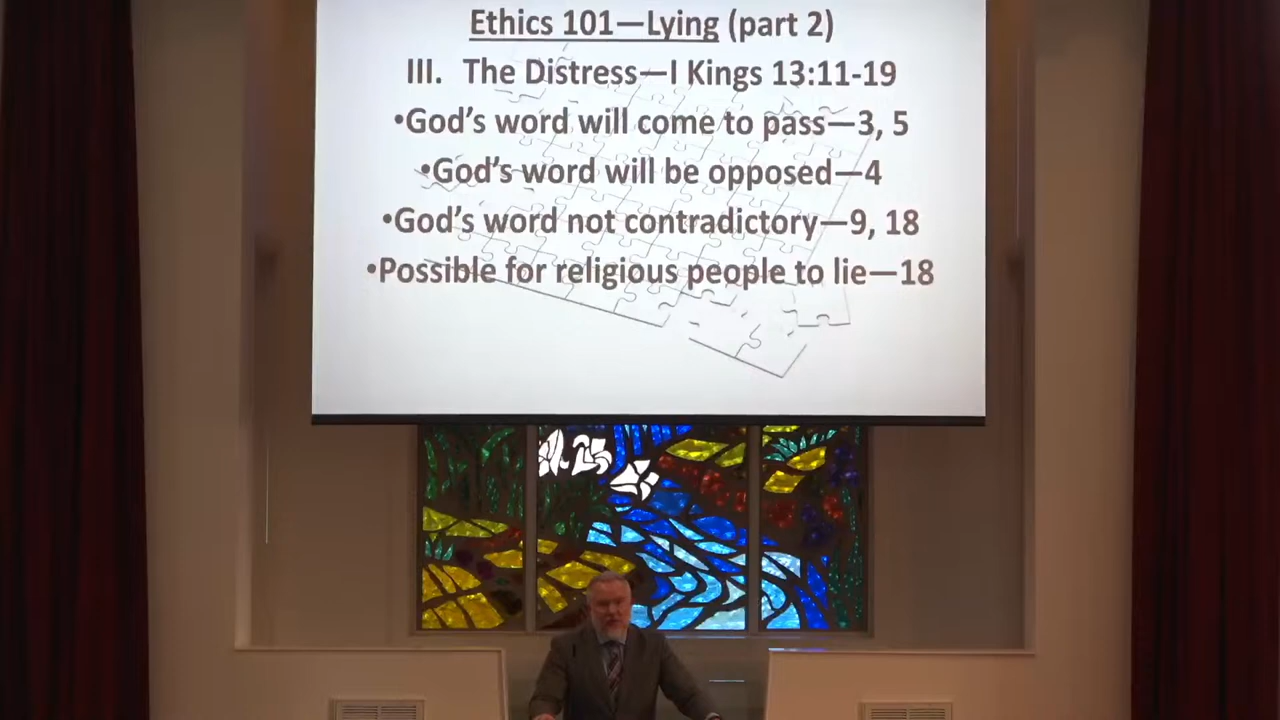 Ethics 101—Lying (part 2)
III. The Distress—I Kings 13:11-19
•God's word will come to pass—3, 5
•God's word will be opposed—4
•God's word not contradictory—9, 18
•Possible for religious people to lie—18